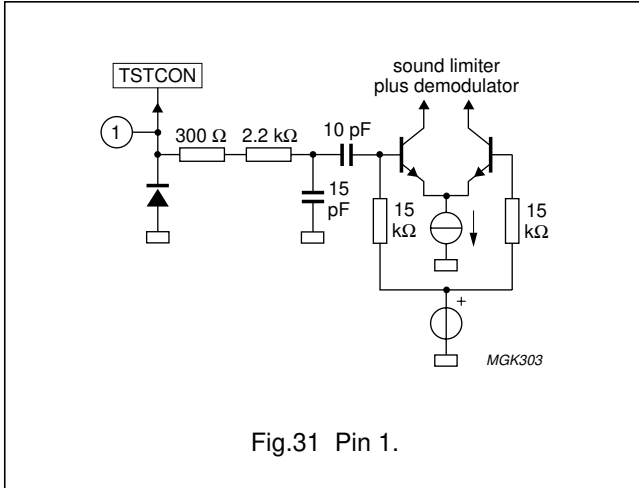 TSTCON
sound limiter
plus demodulator
1
300 Ω
2.2 kΩ
10 pF
15
pF
15
kΩ
15
kΩ
+
MGK303
Fig.31 Pin 1.